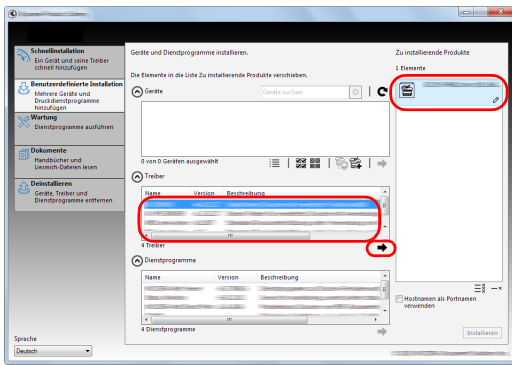 Schnellinstallation
Ein Gerät und seine Treiber
schnell hinzufügen
Benutzerdefinierte Installation
Mehrere Geräte und
Druckdienstprogramme
hinzufügen
Wartung
Dienstprogramme ausführen
Dokumente
Handbücher und
Liesmich-Dateien lesen
Deinstallieren
Geräte, Treiber und
Dienstprogramme entfernen
Sprache
Deutsch
Geräte und Dienstprogramme installieren.
Die Elemente in die Liste Zu installierende Produkte verschieben.
Geräte
Geräte suchen
0 von 0 Geräten ausgewählt
Treiber
Name Version Beschreibung
4 Treiber
Dienstprogramme
Name Version Beschreibung
4 Dienstprogramme
Zu installierende Produkte
1 Elemente
Hostnamen als Portnamen
verwenden
Installieren